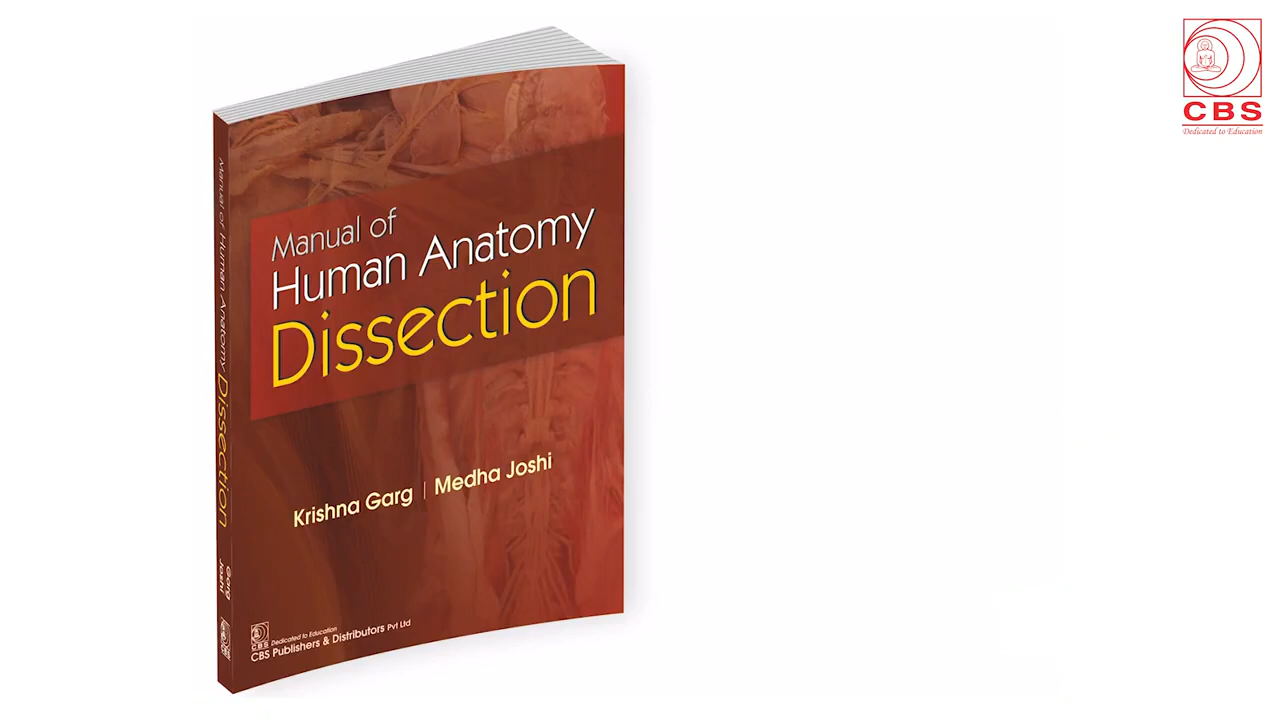 CBS
Dedicated to Education
Manual of
Human Anatomy
Dissection
Krishna Garg | Medha Joshi
CBS
Dedicated to Education
CBS Publishers & Distributors Pvt Ltd
Manual of Human Anatomy Dissection
Garg
Joshi